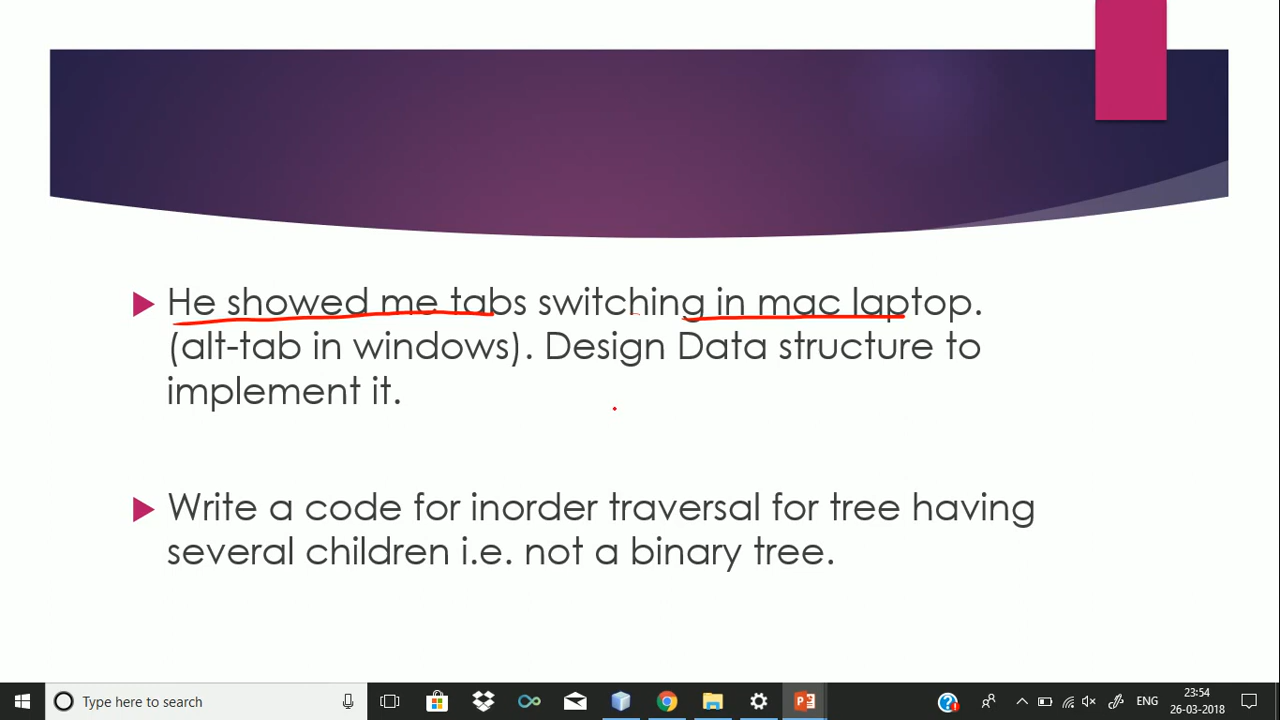 He showed me tabs switching in mac laptop.
(alt-tab in windows). Design Data structure to
implement it.
Write a code for inorder traversal for tree having
several children i.e. not a binary tree.
Type here to search
ENG
23:54
26-03-2018